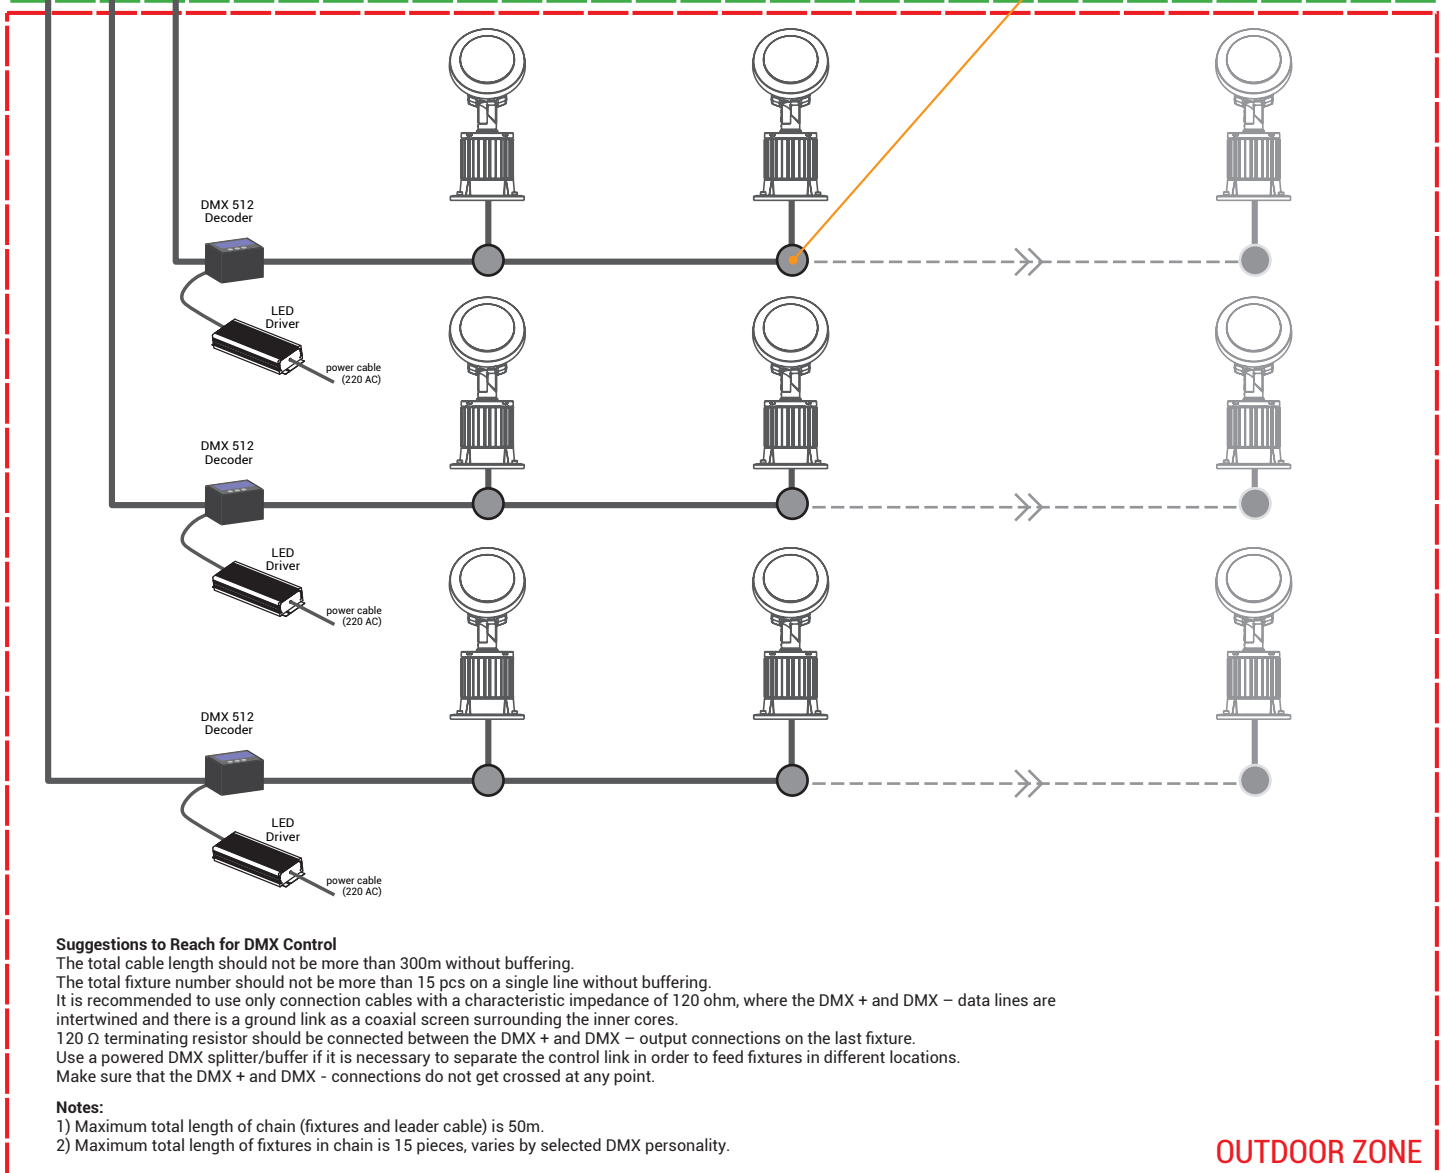 DMX 512
Decoder
LED
Driver
power cable
(220 AC)
DMX 512
Decoder
LED
Driver
power cable
(220 AC)
DMX 512
Decoder
LED
Driver
power cable
(220 AC)
Suggestions to Reach for DMX Control
The total cable length should not be more than 300m without buffering.
The total fixture number should not be more than 15 pcs on a single line without buffering.
It is recommended to use only connection cables with a characteristic impedance of 120 ohm, where the DMX + and DMX – data lines are
intertwined and there is a ground link as a coaxial screen surrounding the inner cores.
120 Ω terminating resistor should be connected between the DMX + and DMX – output connections on the last fixture.
Use a powered DMX splitter/buffer if it is necessary to separate the control link in order to feed fixtures in different locations.
Make sure that the DMX + and DMX - connections do not get crossed at any point.
Notes:
1) Maximum total length of chain (fixtures and leader cable) is 50m.
2) Maximum total length of fixtures in chain is 15 pieces, varies by selected DMX personality.
OUTDOOR ZONE